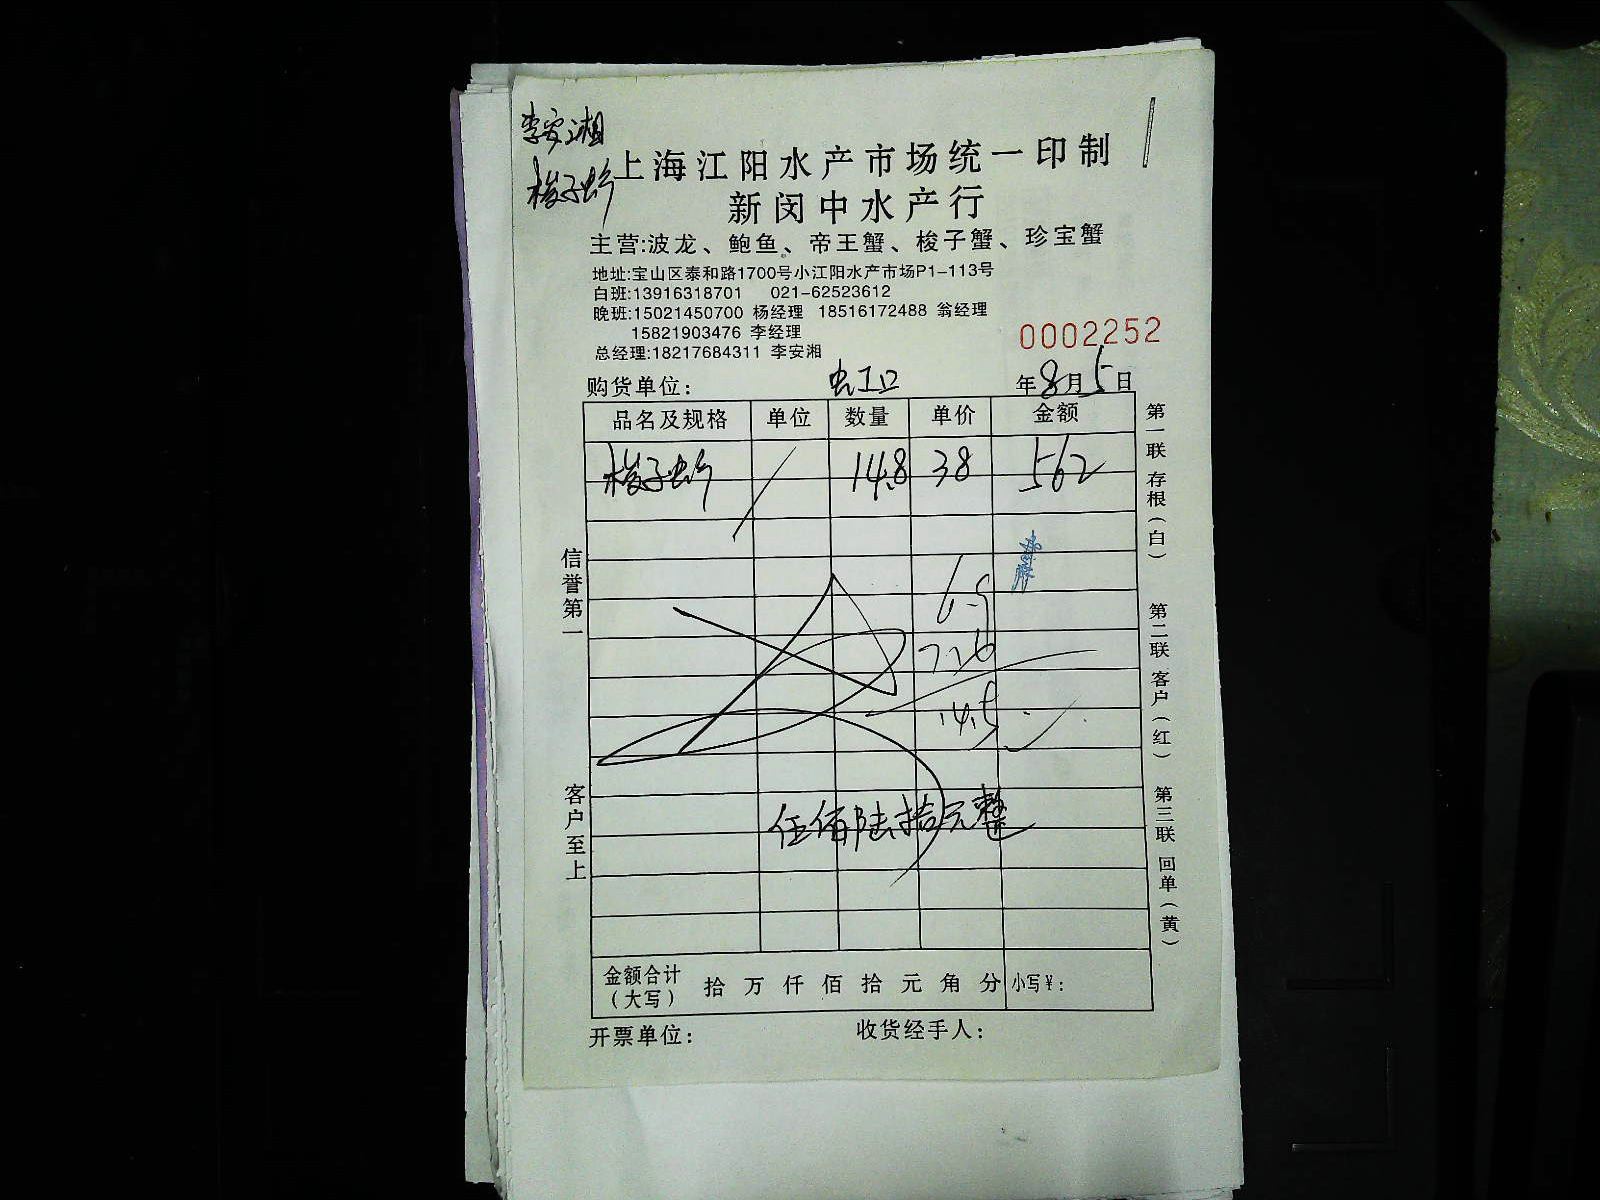 李安湘
梭子蚧
上海江阳水产市场统一印制
新闵中水产行
主营:波龙、鲍鱼、帝王蟹、梭子蟹、珍宝蟹
地址:宝山区泰和路1700号小江阳水产市场P1-113号
白班:13916318701 021-62523612
晚班:15021450700 杨经理 18516172488 翁经理
15821903476 李经理
总经理:18217684311 李安湘
0002252
购货单位: 虹口 年8月5日
品名及规格 单位 数量 单价 金额
梭子蚧 / 14.8 38 562
7.26
14.5
伍佰陆拾元整
金额合计(大写) 拾 万 仟 佰 拾 元 角 分 小写¥:
开票单位: 收货经手人:
信誉第一
客户至上
第一联 存根(白)
第二联 客户(红)
第三联 回单(黄)